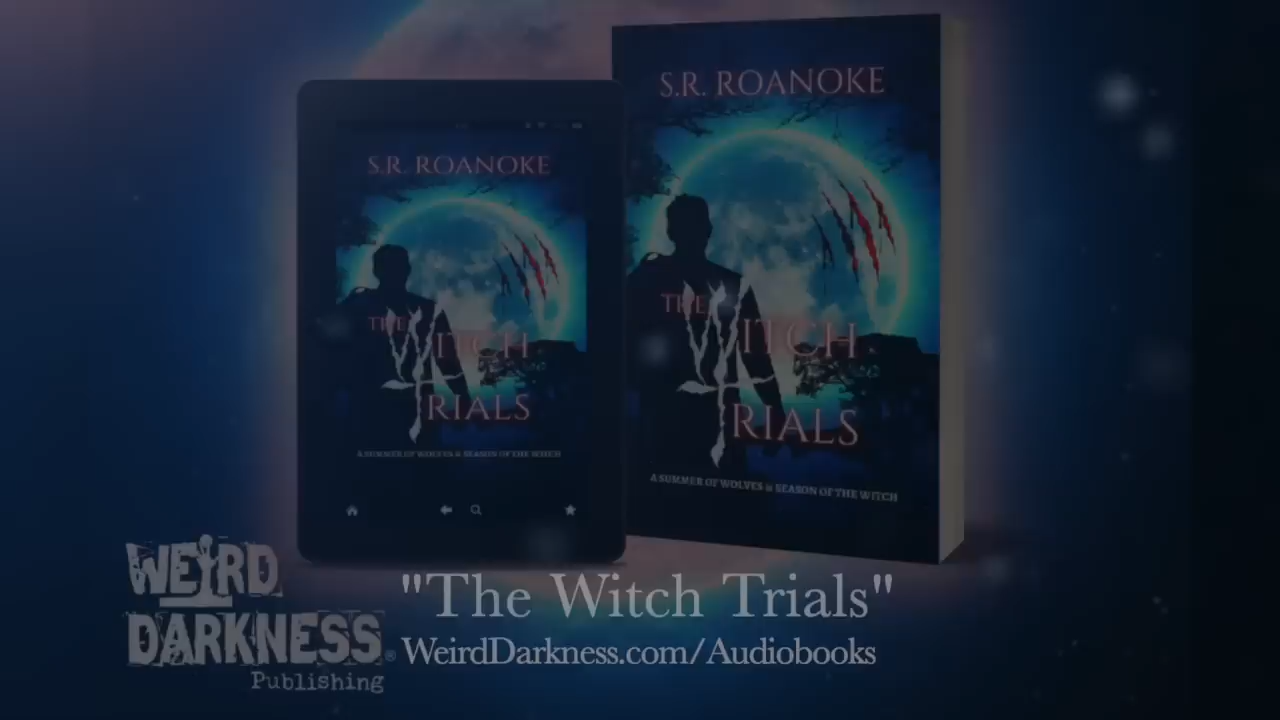 S.R. ROANOKE
THE
WITCH
TRIALS
A SUMMER OF WOLVES & SEASON OF THE WITCH
S.R. ROANOKE
THE
WITCH
TRIALS
A SUMMER OF WOLVES & SEASON OF THE WITCH
WEIRD
DARKNESS®
Publishing
"The Witch Trials"
WeirdDarkness.com/Audiobooks